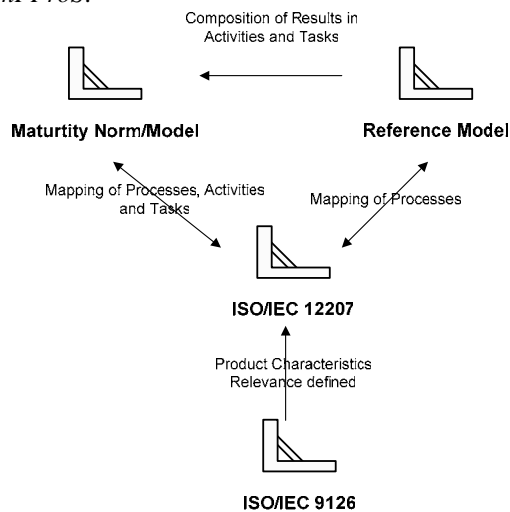 Composition of Results in
Activities and Tasks
Maturtity Norm/Model
Reference Model
Mapping of Processes, Activities
and Tasks
Mapping of Processes
ISO/IEC 12207
Product Characteristics
Relevance defined
ISO/IEC 9126